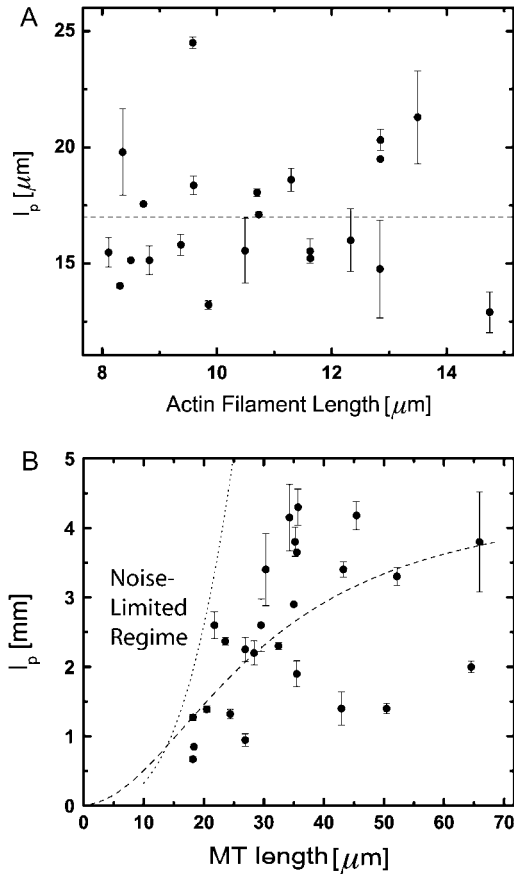 A
25
20
15
l_p [μm]
8 10 12 14
Actin Filament Length [μm]
B
5
4
3
2
1
0
l_p [mm]
Noise-
Limited
Regime
0 10 20 30 40 50 60 70
MT length [μm]